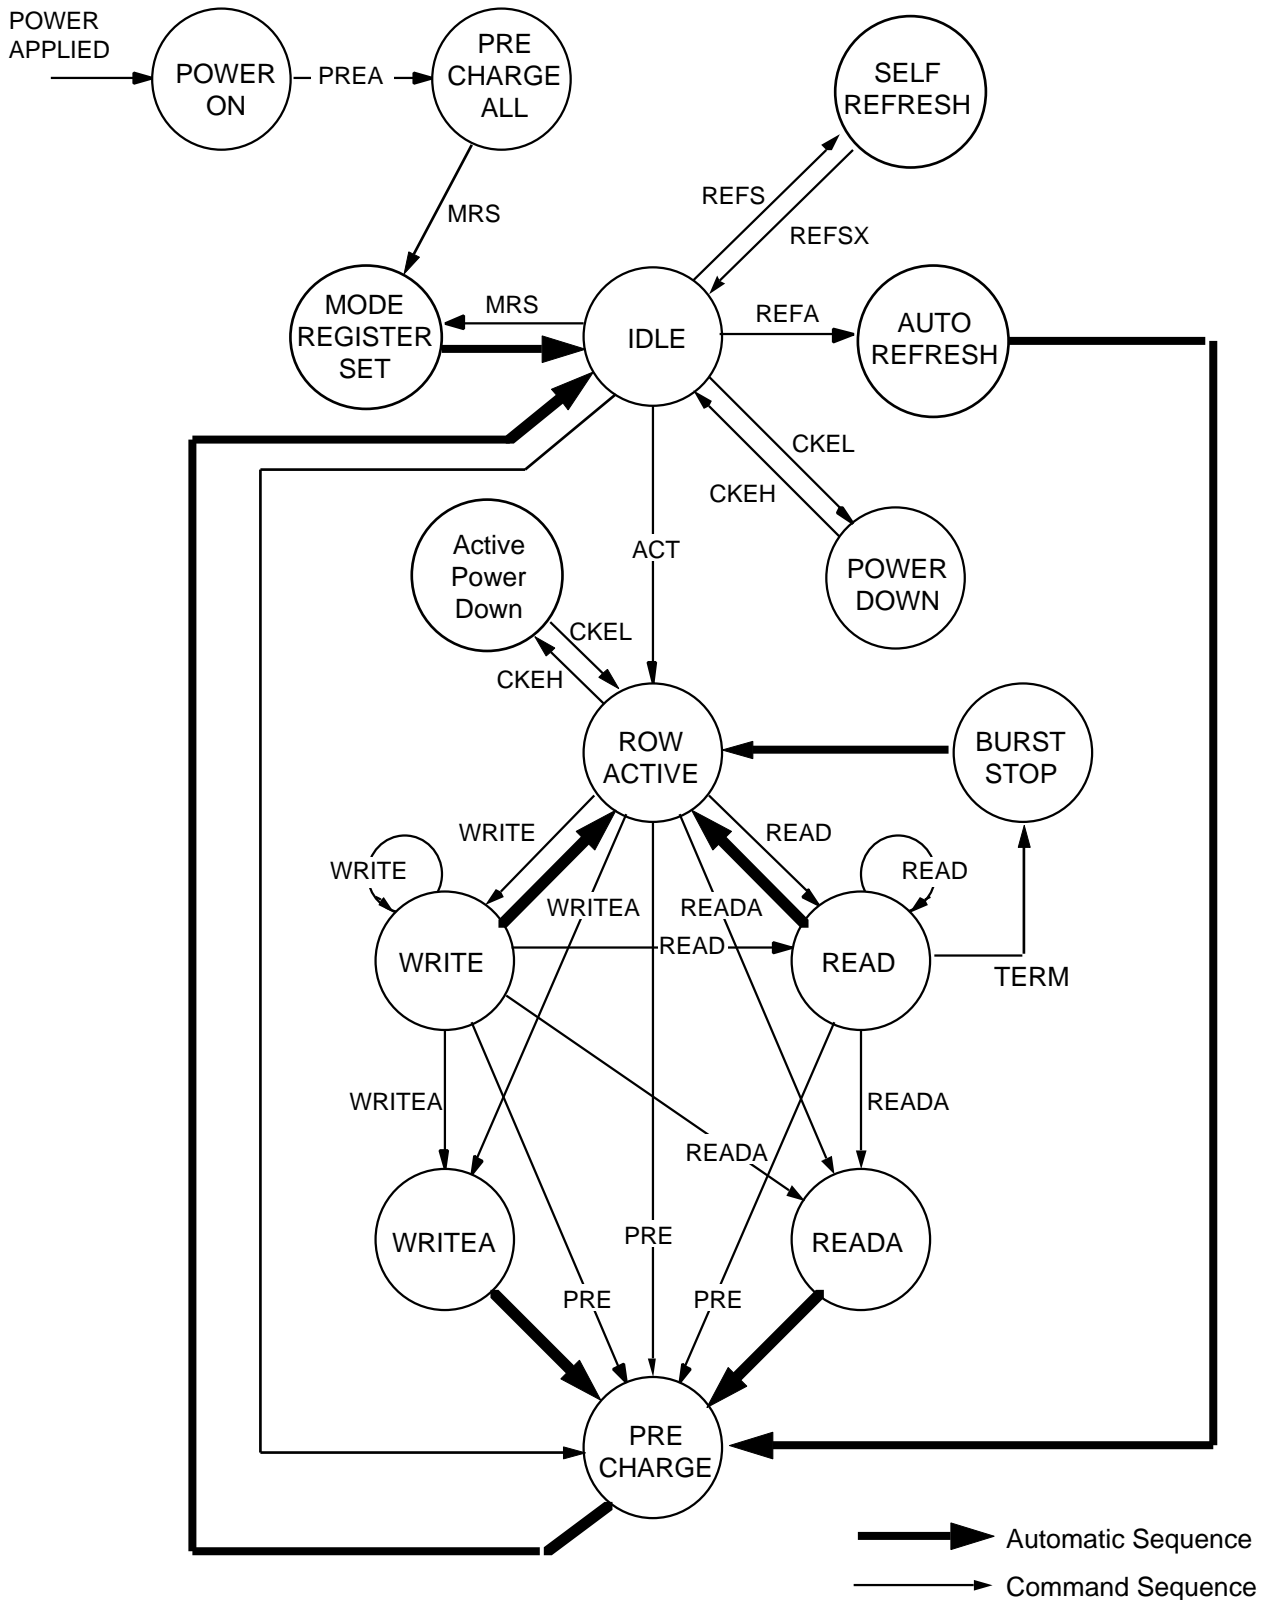 POWER
APPLIED
POWER
ON
PREA
PRE
CHARGE
ALL
SELF
REFRESH
MRS
REFS
REFSX
MODE
REGISTER
SET
MRS
IDLE
REFA
AUTO
REFRESH
CKEL
CKEH
Active
Power
Down
ACT
POWER
DOWN
CKEL
CKEH
ROW
ACTIVE
BURST
STOP
WRITE
READ
WRITE
READ
WRITEA
READA
WRITE
READ
READ
TERM
WRITEA
READA
READA
WRITEA
PRE
READA
PRE
PRE
PRE
CHARGE
Automatic Sequence
Command Sequence